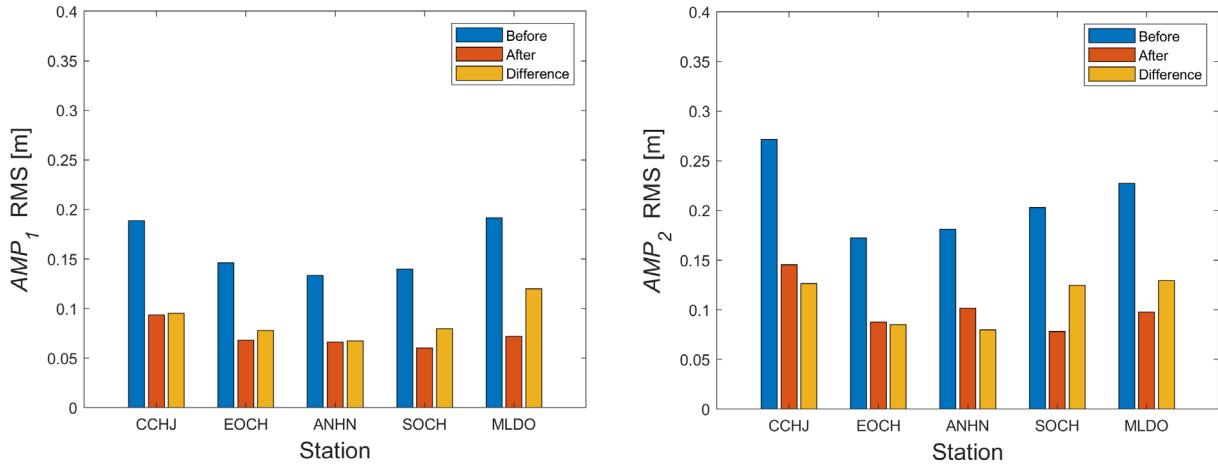 0.4
0.35
0.3
0.25
0.2
0.15
0.1
0.05
0
AMP_1 RMS [m]
Before
After
Difference
CCHJ EOCH ANHN SOCH MLDO
Station
0.4
0.35
0.3
0.25
0.2
0.15
0.1
0.05
0
AMP_2 RMS [m]
Before
After
Difference
CCHJ EOCH ANHN SOCH MLDO
Station